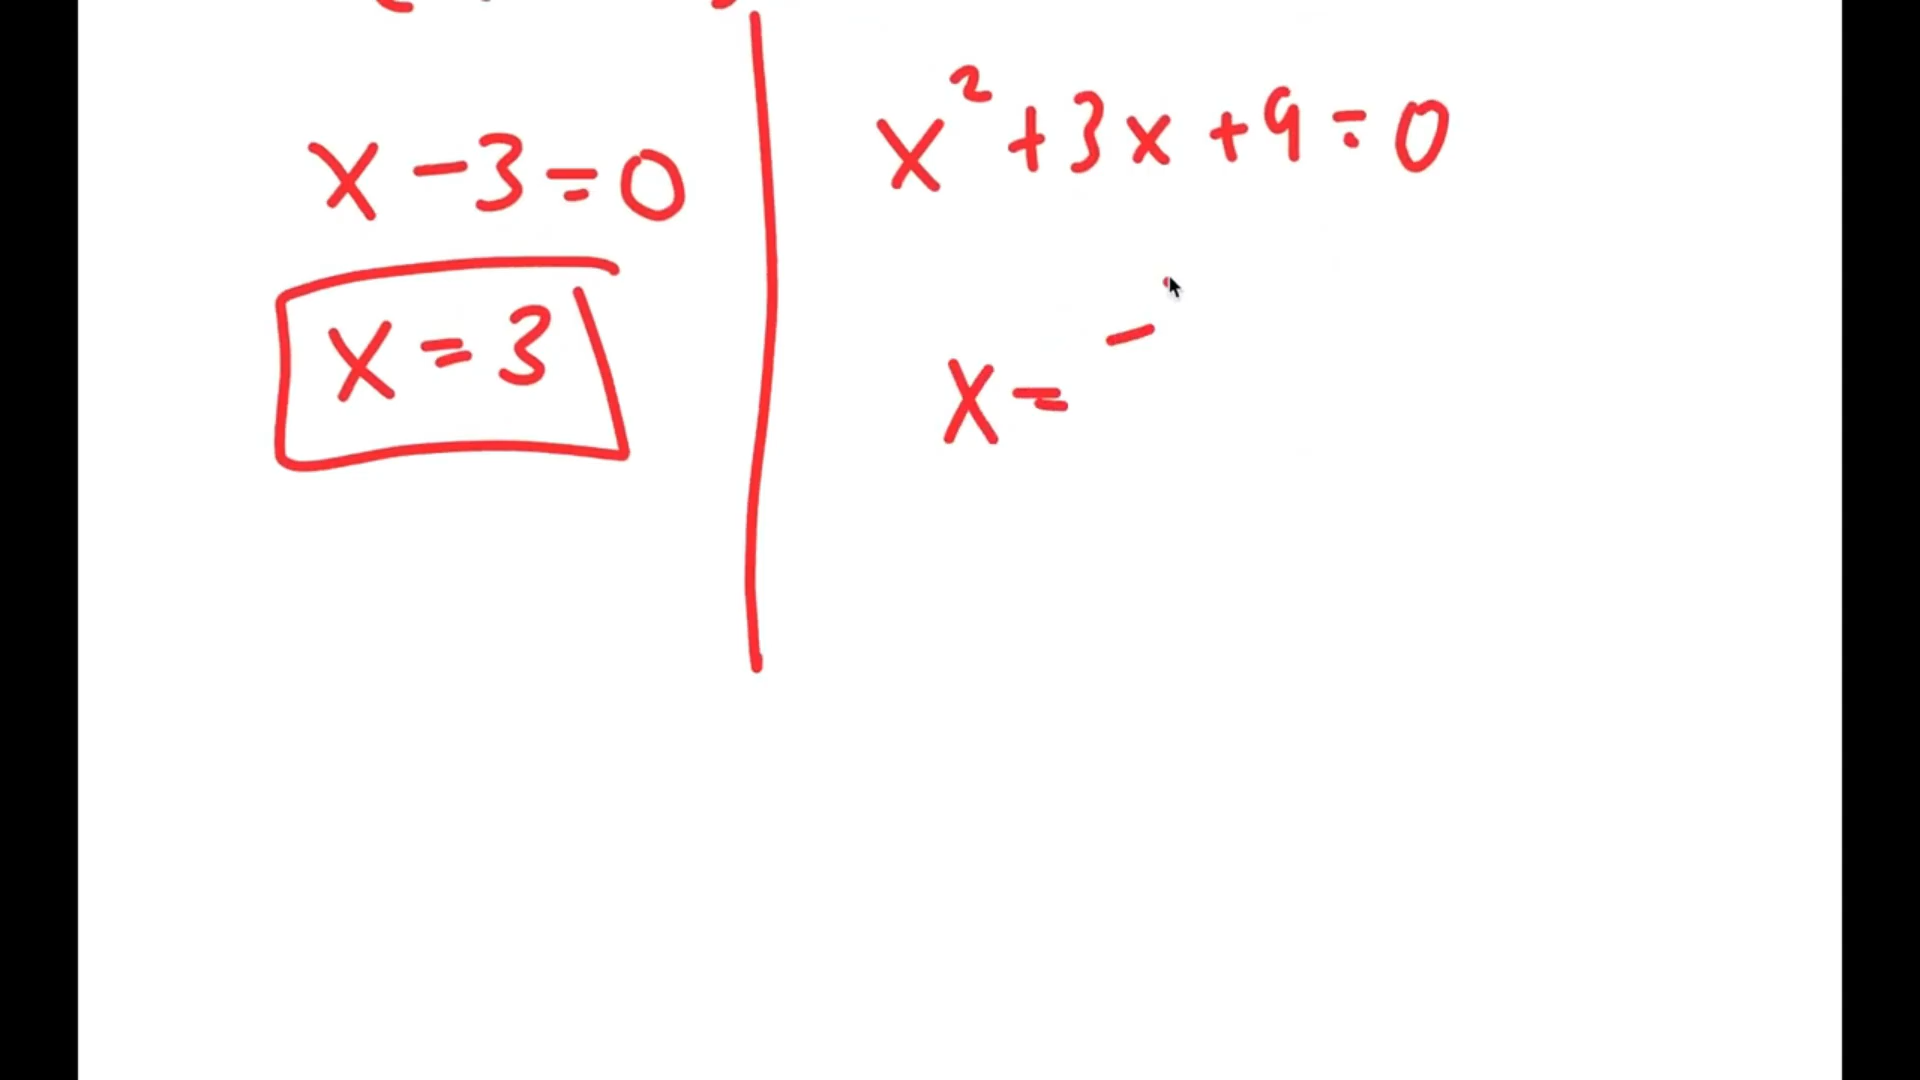 x - 3 = 0
x = 3
x² + 3x + 9 = 0
x = -